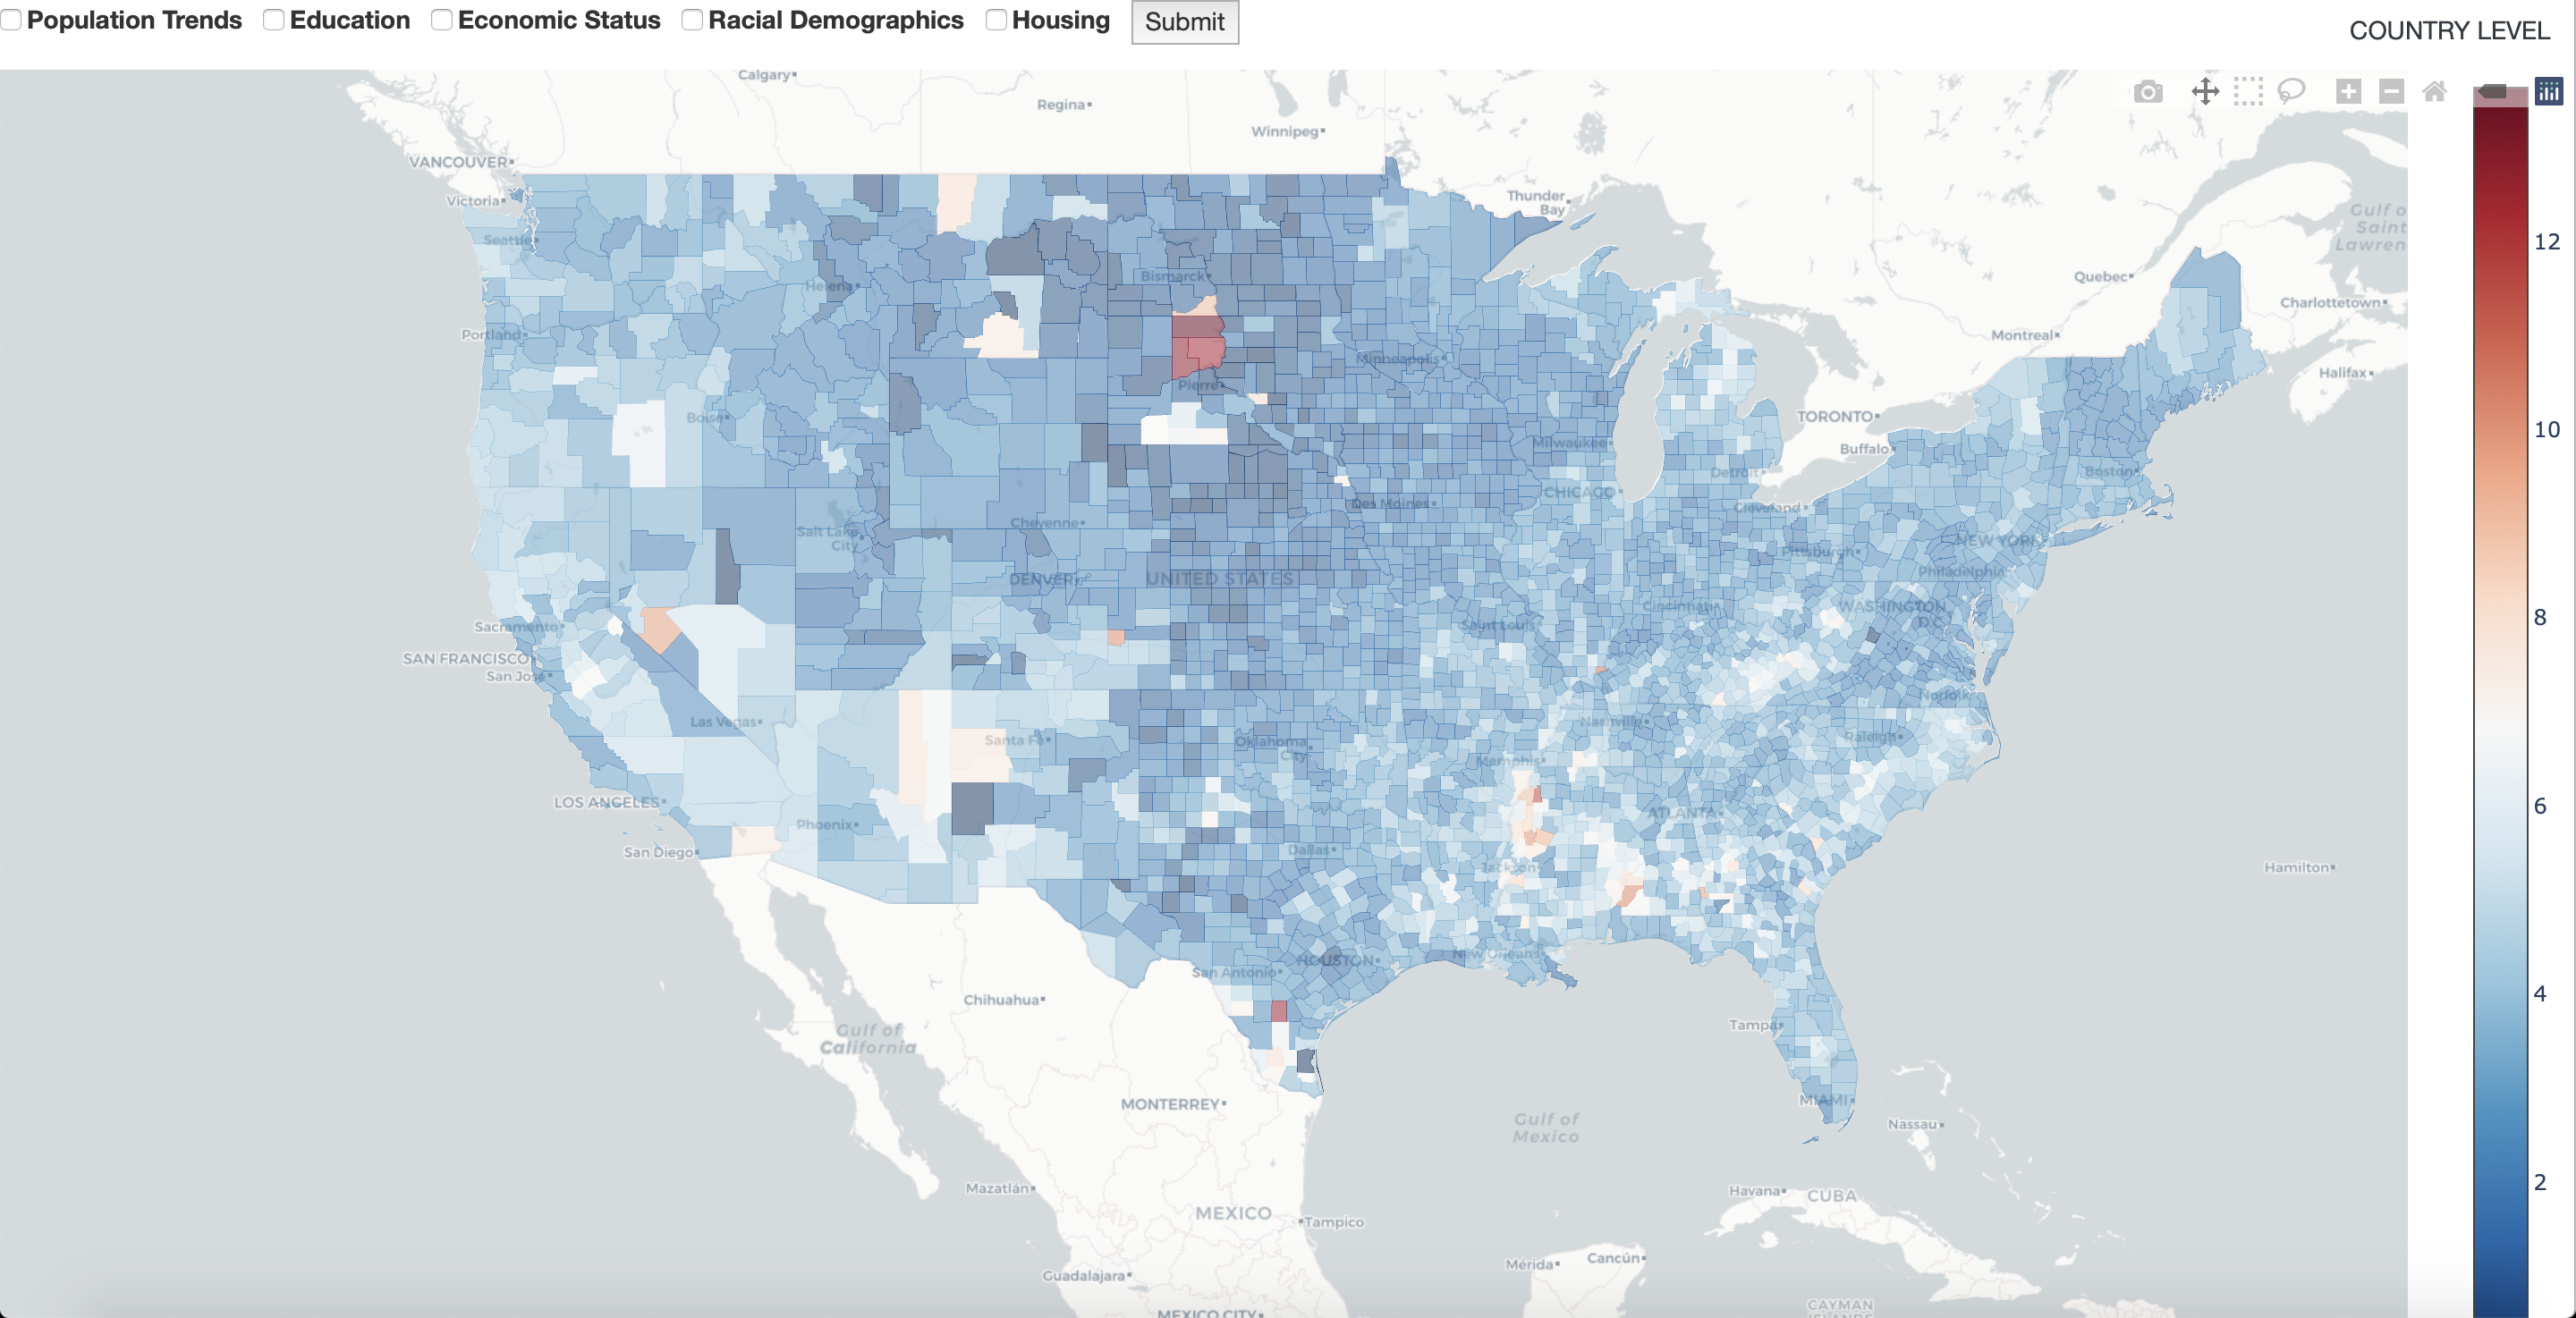 Population Trends
Education
Economic Status
Racial Demographics
Housing
Submit
COUNTRY LEVEL
Calgary
Regina
Winnipeg
VANCOUVER
Victoria
Seattle
Thunder
Bay
Gulf o
Saint
Lawren
Bismarck
Helena
Quebec
Charlottetown
Portland
Montreal
Minneapolis
Halifax
Pierre
Boise
TORONTO
Buffalo
Milwaukee
Detroit
Boston
CHICAGO
Des Moines
Cleveland
Cheyenne
Salt Lake
City
NEW YORK
Pittsburgh
DENVER
UNITED STATES
Philadelphia
Cincinnati
WASHINGTON,
D.C.
Sacramento
Saint Louis
SAN FRANCISCO
San Jose
Norfolk
Las Vegas
Nashville
Santa Fe
Oklahoma
City
Raleigh
Memphis
LOS ANGELES
Phoenix
ATLANTA
San Diego
Dallas
Jackson
Hamilton
HOUSTON
New Orleans
San Antonio
Chihuahua
Gulf of
California
Tampa
MONTERREY
MIAMI
Gulf of
Mexico
Nassau
Mazatlán
Havana
CUBA
MEXICO
Tampico
Mérida
Cancún
Guadalajara
MEXICO CITY
CAYMAN
ISLANDS
12
10
8
6
4
2